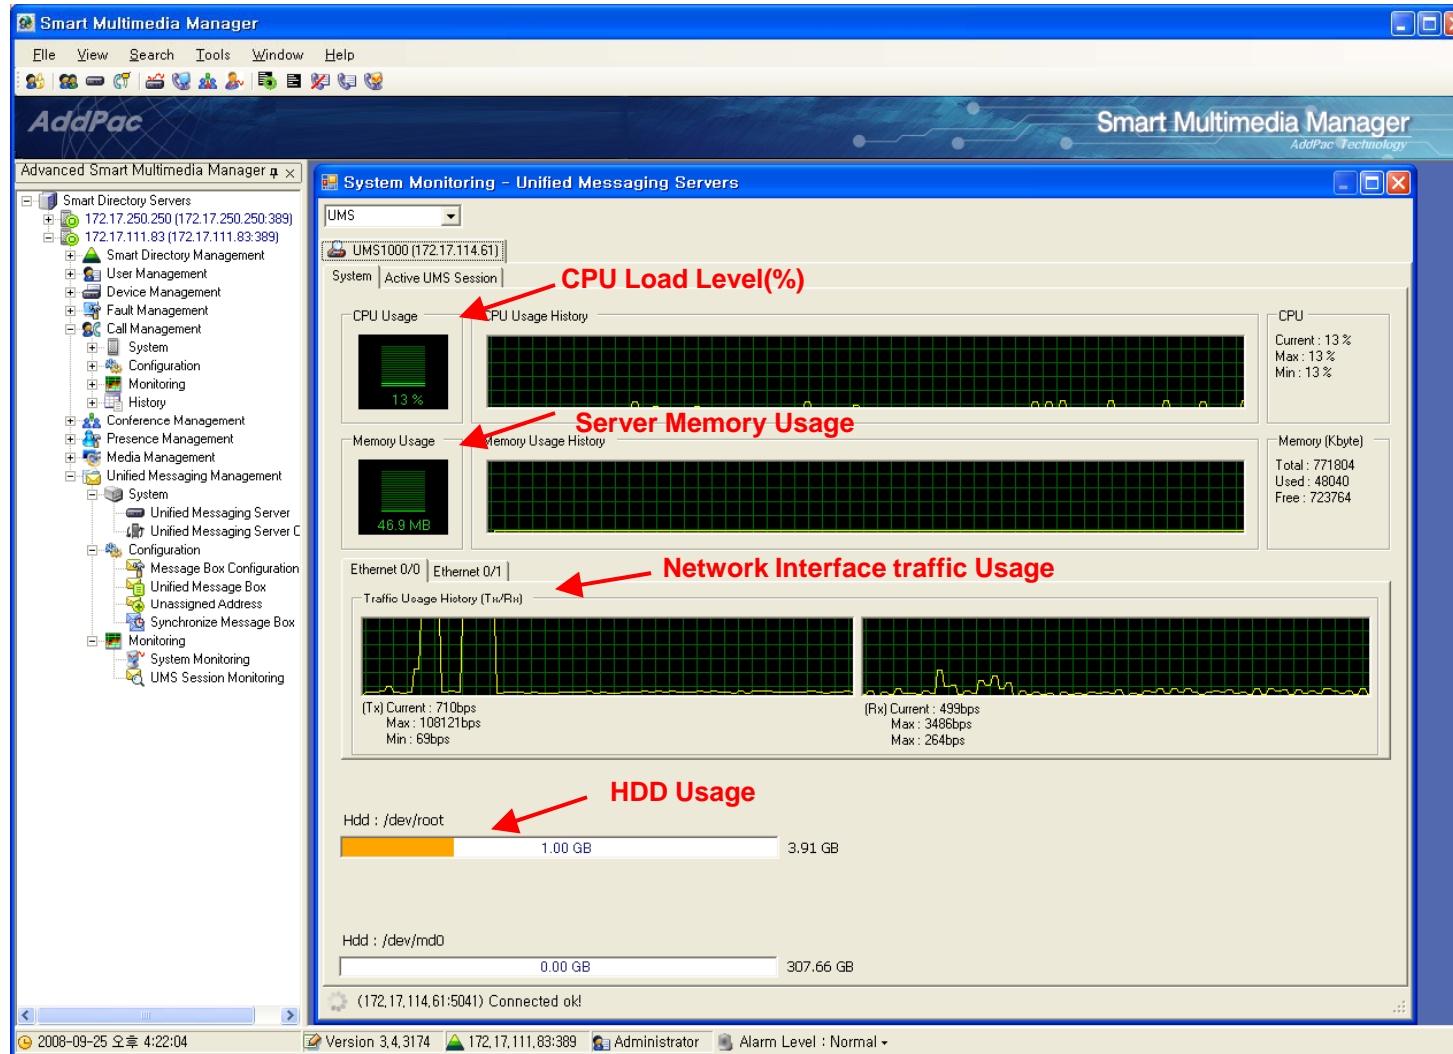 Smart Multimedia Manager
Elle View Search Tools Window Help
AddPac
Smart Multimedia Manager
AddPac Technology
Advanced Smart Multimedia Manager
Smart Directory Servers
172.17.250.250 (172.17.250.250:389)
172.17.111.83 (172.17.111.83:389)
Smart Directory Management
User Management
Device Management
Fault Management
Call Management
System
Configuration
Monitoring
History
Conference Management
Presence Management
Media Management
Unified Messaging Management
System
Unified Messaging Server
Unified Messaging Server C
Configuration
Message Box Configuration
Unified Message Box
Unassigned Address
Synchronize Message Box
Monitoring
System Monitoring
UMS Session Monitoring
System Monitoring - Unified Messaging Servers
UMS
UMS1000 (172.17.114.61)
System Active UMS Session
CPU Load Level(%)
CPU Usage
13 %
CPU Usage History
CPU
Current : 13 %
Max : 13 %
Min : 13 %
Server Memory Usage
Memory Usage
46.9 MB
Memory Usage History
Memory (Kbyte)
Total : 771804
Used : 48040
Free : 723764
Ethernet 0/0 Ethernet 0/1
Network Interface traffic Usage
Traffic Usage History (Tx/Rx)
(Tx) Current : 710bps
Max : 108121bps
Min : 69bps
(Rx) Current : 499bps
Max : 3486bps
Max : 264bps
HDD Usage
Hdd : /dev/root
1.00 GB
3.91 GB
Hdd : /dev/md0
0.00 GB
307.66 GB
(172,17,114,61:5041) Connected ok!
2008-09-25 오후 4:22:04
Version 3,4,3174
172,17,111,83:389
Administrator
Alarm Level : Normal